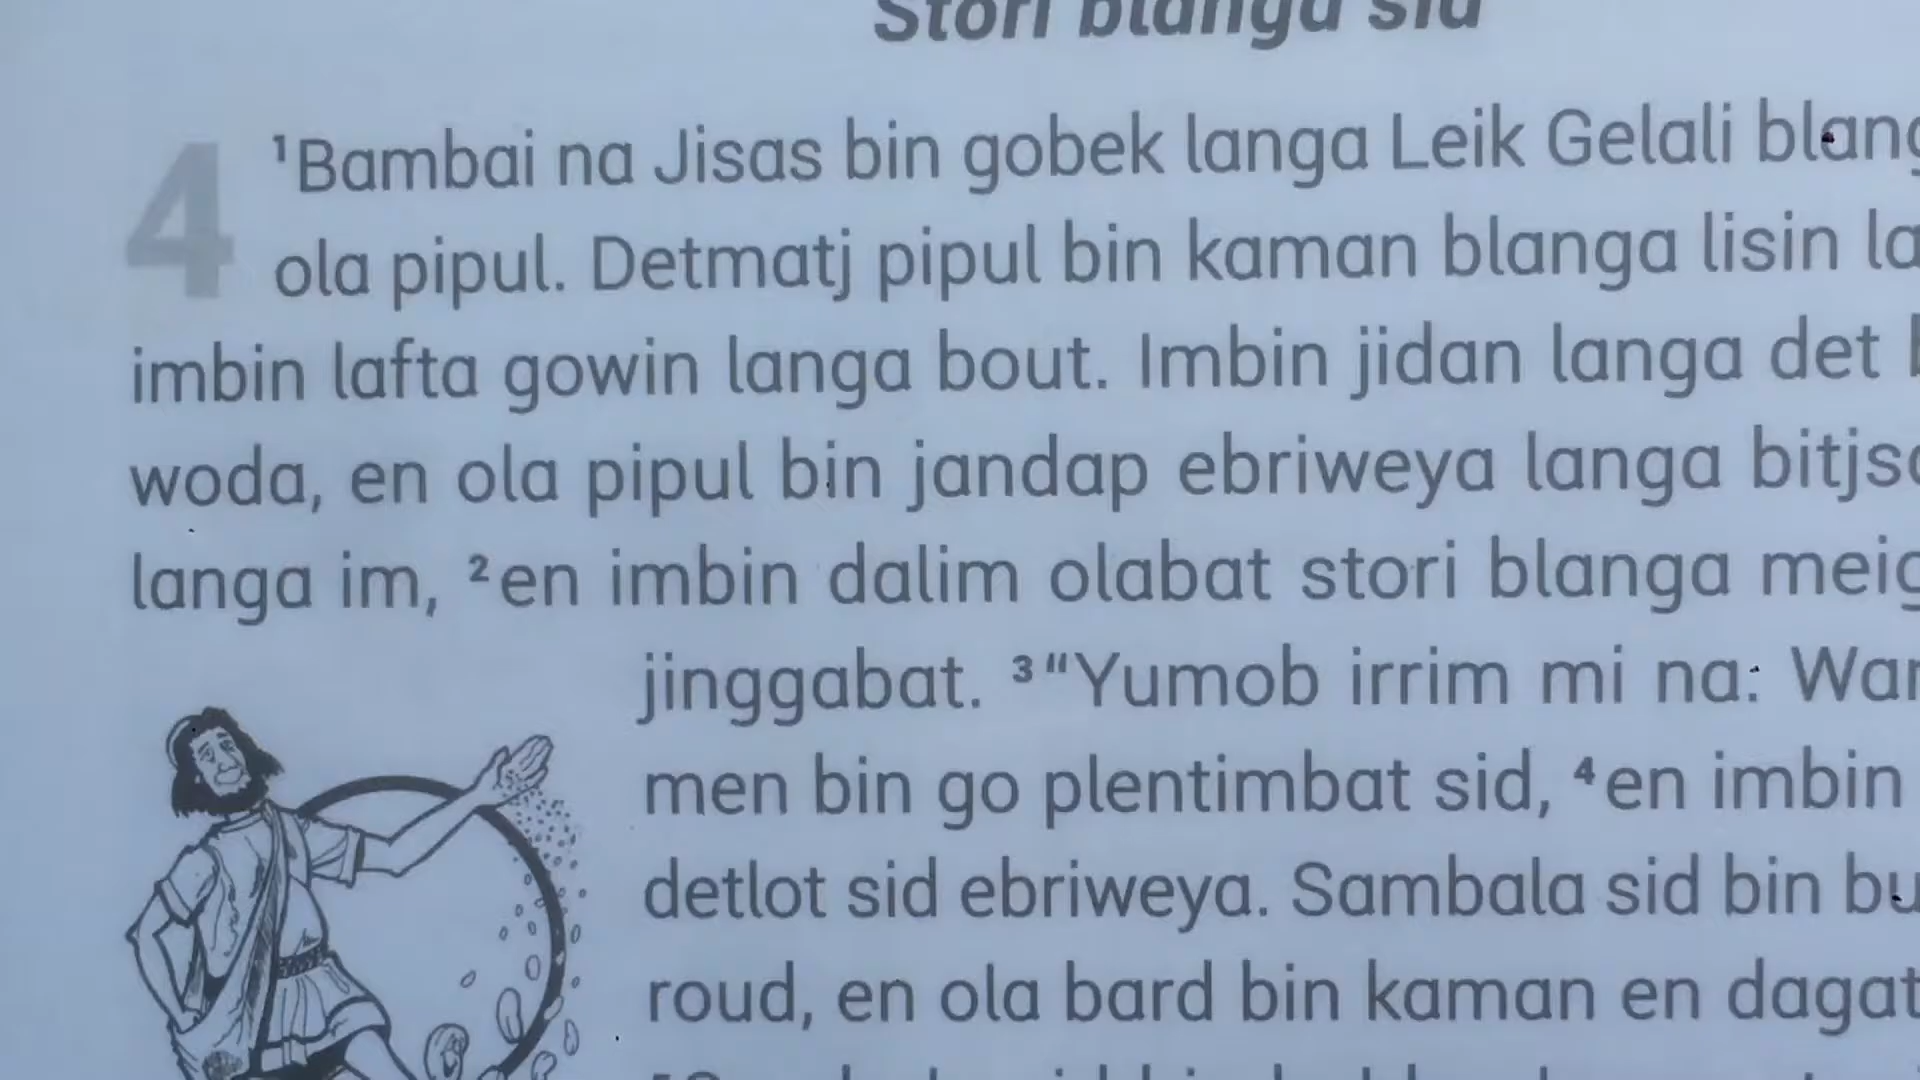 Stori blanga sid
4 ¹Bambai na Jisas bin gobek langa Leik Gelali
ola pipul. Detmatj pipul bin kaman blanga lisin
imbin lafta gowin langa bout. Imbin jidan langa det
woda, en ola pipul bin jandap ebriweya langa
langa im, ²en imbin dalim olabat stori blanga
jinggabat. ³"Yumob irrim mi na:
men bin go plentimbat sid, ⁴en imbin
detlot sid ebriweya. Sambala sid bin
roud, en ola bard bin kaman en